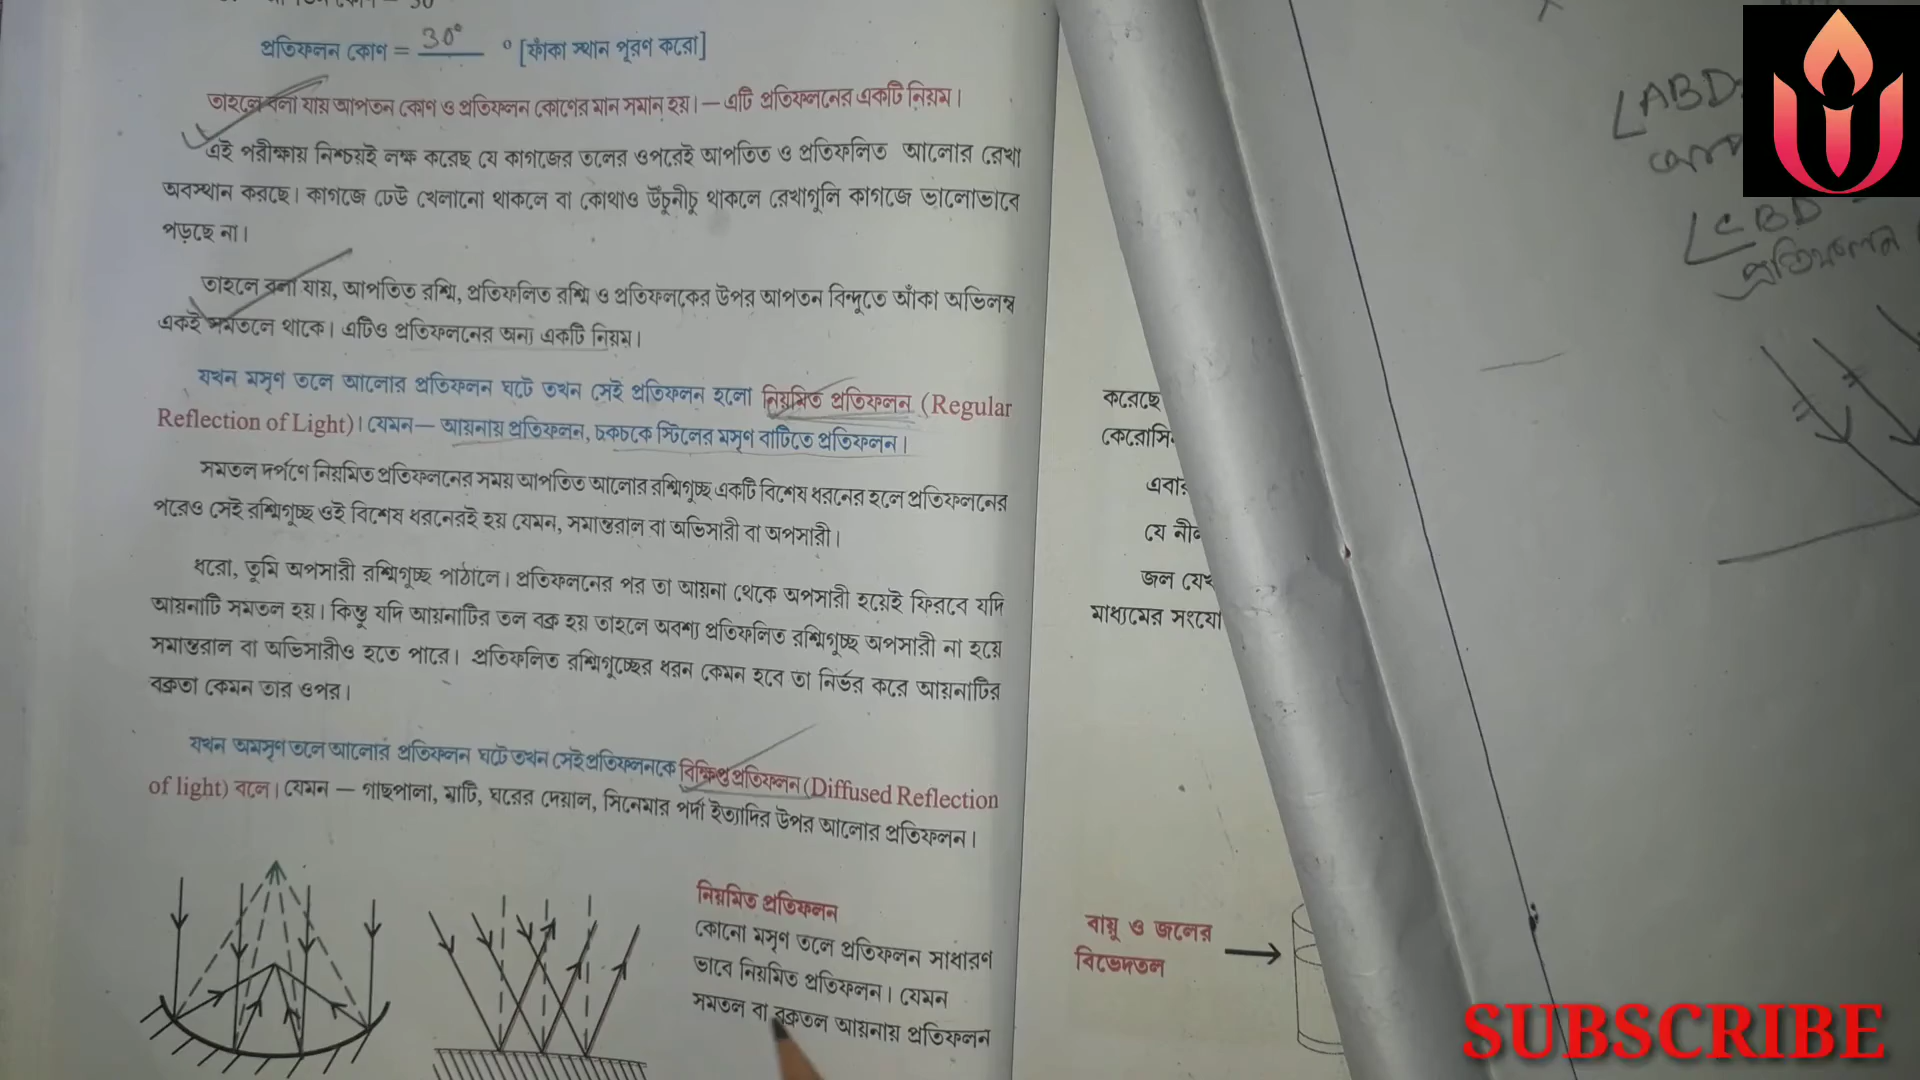 প্রতিফলন কোণ = 30° ° [ফাঁকা স্থান পূরণ করো]
তাহলে বলা যায় আপতন কোণ ও প্রতিফলন কোণের মান সমান হয়। — এটি প্রতিফলনের একটি নিয়ম।
এই পরীক্ষায় নিশ্চয়ই লক্ষ করেছ যে কাগজের তলের ওপরেই আপতিত ও প্রতিফলিত আলোর রেখা
অবস্থান করছে। কাগজে ঢেউ খেলানো থাকলে বা কোথাও উঁচুনীচু থাকলে রেখাগুলি কাগজে ভালোভাবে
পড়ছে না।
তাহলে বলা যায়, আপতিত রশ্মি, প্রতিফলিত রশ্মি ও প্রতিফলকের উপর আপতন বিন্দুতে আঁকা অভিলম্ব
একই সমতলে থাকে। এটিও প্রতিফলনের অন্য একটি নিয়ম।
যখন মসৃণ তলে আলোর প্রতিফলন ঘটে তখন সেই প্রতিফলন হলো নিয়মিত প্রতিফলন (Regular
Reflection of Light)। যেমন— আয়নায় প্রতিফলন, চকচকে স্টিলের মসৃণ বাটিতে প্রতিফলন।
সমতল দর্পণে নিয়মিত প্রতিফলনের সময় আপতিত আলোর রশ্মিগুচ্ছ একটি বিশেষ ধরনের হলে প্রতিফলনের
পরেও সেই রশ্মিগুচ্ছ ওই বিশেষ ধরনেরই হয় যেমন, সমান্তরাল বা অভিসারী বা অপসারী।
ধরো, তুমি অপসারী রশ্মিগুচ্ছ পাঠালে। প্রতিফলনের পর তা আয়না থেকে অপসারী হয়েই ফিরবে যদি
আয়নাটি সমতল হয়। কিন্তু যদি আয়নাটির তল বক্র হয় তাহলে অবশ্য প্রতিফলিত রশ্মিগুচ্ছ অপসারী না হয়ে
সমান্তরাল বা অভিসারীও হতে পারে। প্রতিফলিত রশ্মিগুচ্ছের ধরন কেমন হবে তা নির্ভর করে আয়নাটির
বক্রতা কেমন তার ওপর।
যখন অমসৃণ তলে আলোর প্রতিফলন ঘটে তখন সেই প্রতিফলনকে বিক্ষিপ্ত প্রতিফলন (Diffused Reflection
of light) বলে। যেমন — গাছপালা, মাটি, ঘরের দেয়াল, সিনেমার পর্দা ইত্যাদির উপর আলোর প্রতিফলন।
নিয়মিত প্রতিফলন
কোনো মসৃণ তলে প্রতিফলন সাধারণ
ভাবে নিয়মিত প্রতিফলন। যেমন
সমতল বা বক্রতল আয়নায় প্রতিফলন
করেছে
কেরোসি
এবার
যে নী
জল যে
মাধ্যমের সংযো
বায়ু ও জলের
বিভেদতল
∠ABD
∠CBD
প্রতিফলন
SUBSCRIBE